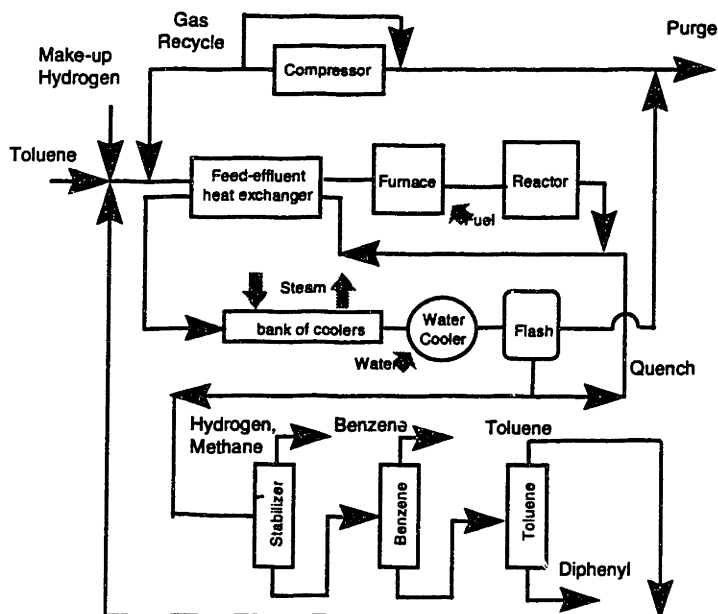 Gas
Recycle
Purge
Make-up
Hydrogen
Compressor
Toluene
Feed-effluent
heat exchanger
Furnace
Reactor
Fuel
Steam
bank of coolers
Water
Cooler
Flash
Water
Quench
Hydrogen,
Methane
Benzene
Toluene
Stabilizer
Benzene
Toluene
Diphenyl